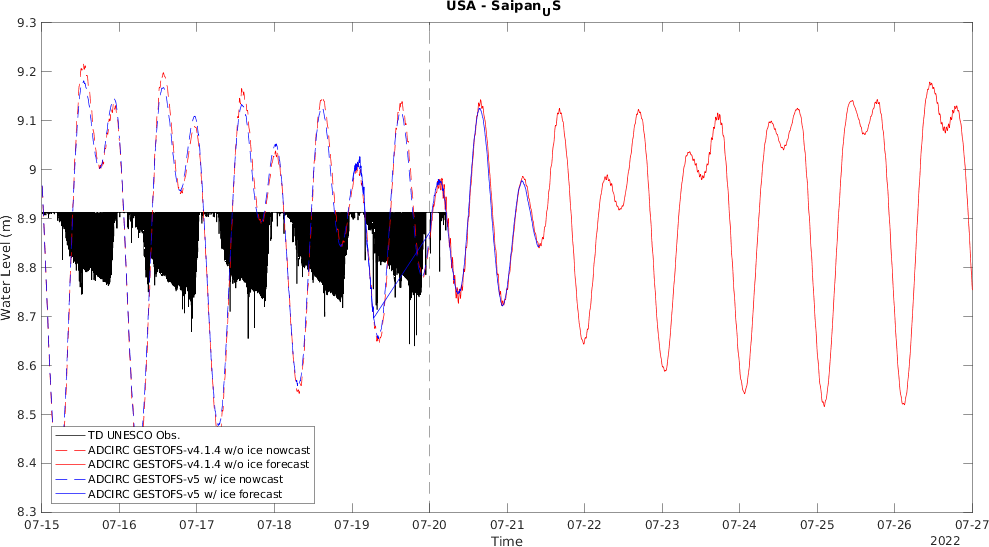 USA - SaipanUS
9.3
9.2
9.1
9
8.9
8.8
8.7
8.6
8.5
8.4
8.3
Water Level (m)
TD UNESCO Obs.
ADCIRC GESTOFS-v4.1.4 w/o ice nowcast
ADCIRC GESTOFS-v4.1.4 w/o ice forecast
ADCIRC GESTOFS-v5 w/ ice nowcast
ADCIRC GESTOFS-v5 w/ ice forecast
07-15 07-16 07-17 07-18 07-19 07-20 07-21 07-22 07-23 07-24 07-25 07-26 07-27
Time
2022